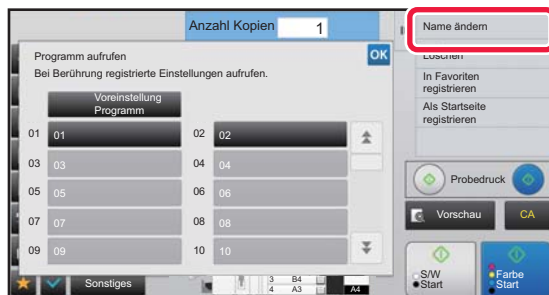 Anzahl Kopien 1
Name ändern
Programm aufrufen
OK
Bei Berührung registrierte Einstellungen aufrufen.
Löschen
In Favoriten
registrieren
Als Startseite
registrieren
Voreinstellung
Programm
01 01 02 02
03 03 04 04
05 05 06 06
07 07 08 08
09 09 10 10
Probedruck
Vorschau CA
Sonstiges
3 B4
4 A3 A4
S/W
Start
Farbe
Start